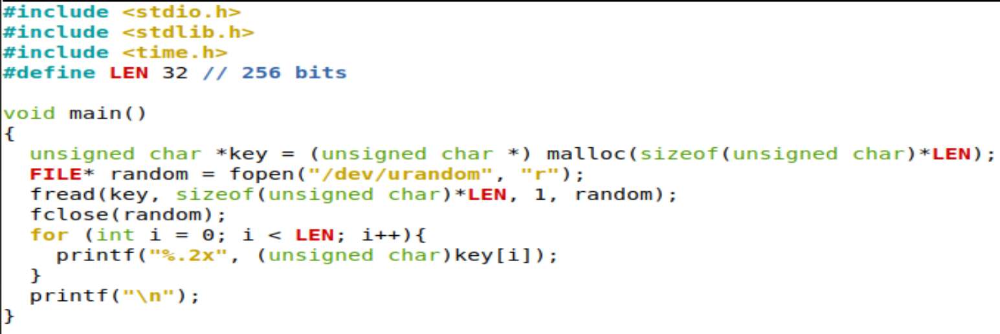 #include <stdio.h>
#include <stdlib.h>
#include <time.h>
#define LEN 32 // 256 bits

void main()
{
  unsigned char *key = (unsigned char *) malloc(sizeof(unsigned char)*LEN);
  FILE* random = fopen("/dev/urandom", "r");
  fread(key, sizeof(unsigned char)*LEN, 1, random);
  fclose(random);
  for (int i = 0; i < LEN; i++){
    printf("%.2x", (unsigned char)key[i]);
  }
  printf("\n");
}